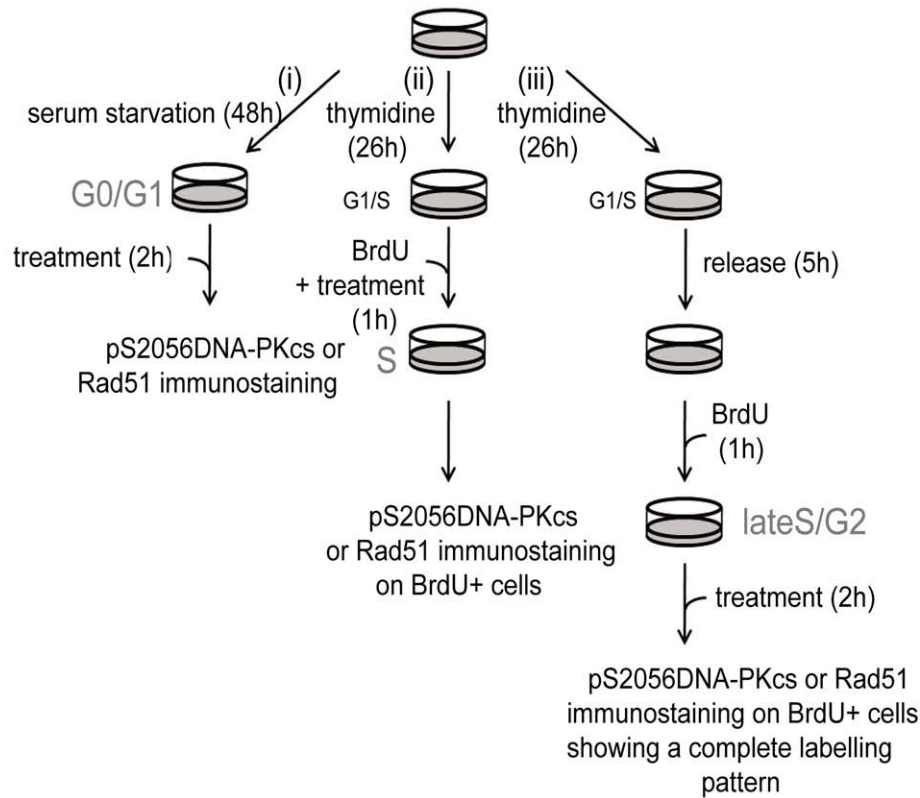 (i)
serum starvation (48h)
G0/G1
treatment (2h)
pS2056DNA-PKcs or
Rad51 immunostaining
(ii)
thymidine
(26h)
G1/S
BrdU
+ treatment
(1h)
S
pS2056DNA-PKcs
or Rad51 immunostaining
on BrdU+ cells
(iii)
thymidine
(26h)
G1/S
release (5h)
BrdU
(1h)
lateS/G2
treatment (2h)
pS2056DNA-PKcs or Rad51
immunostaining on BrdU+ cells
showing a complete labelling
pattern